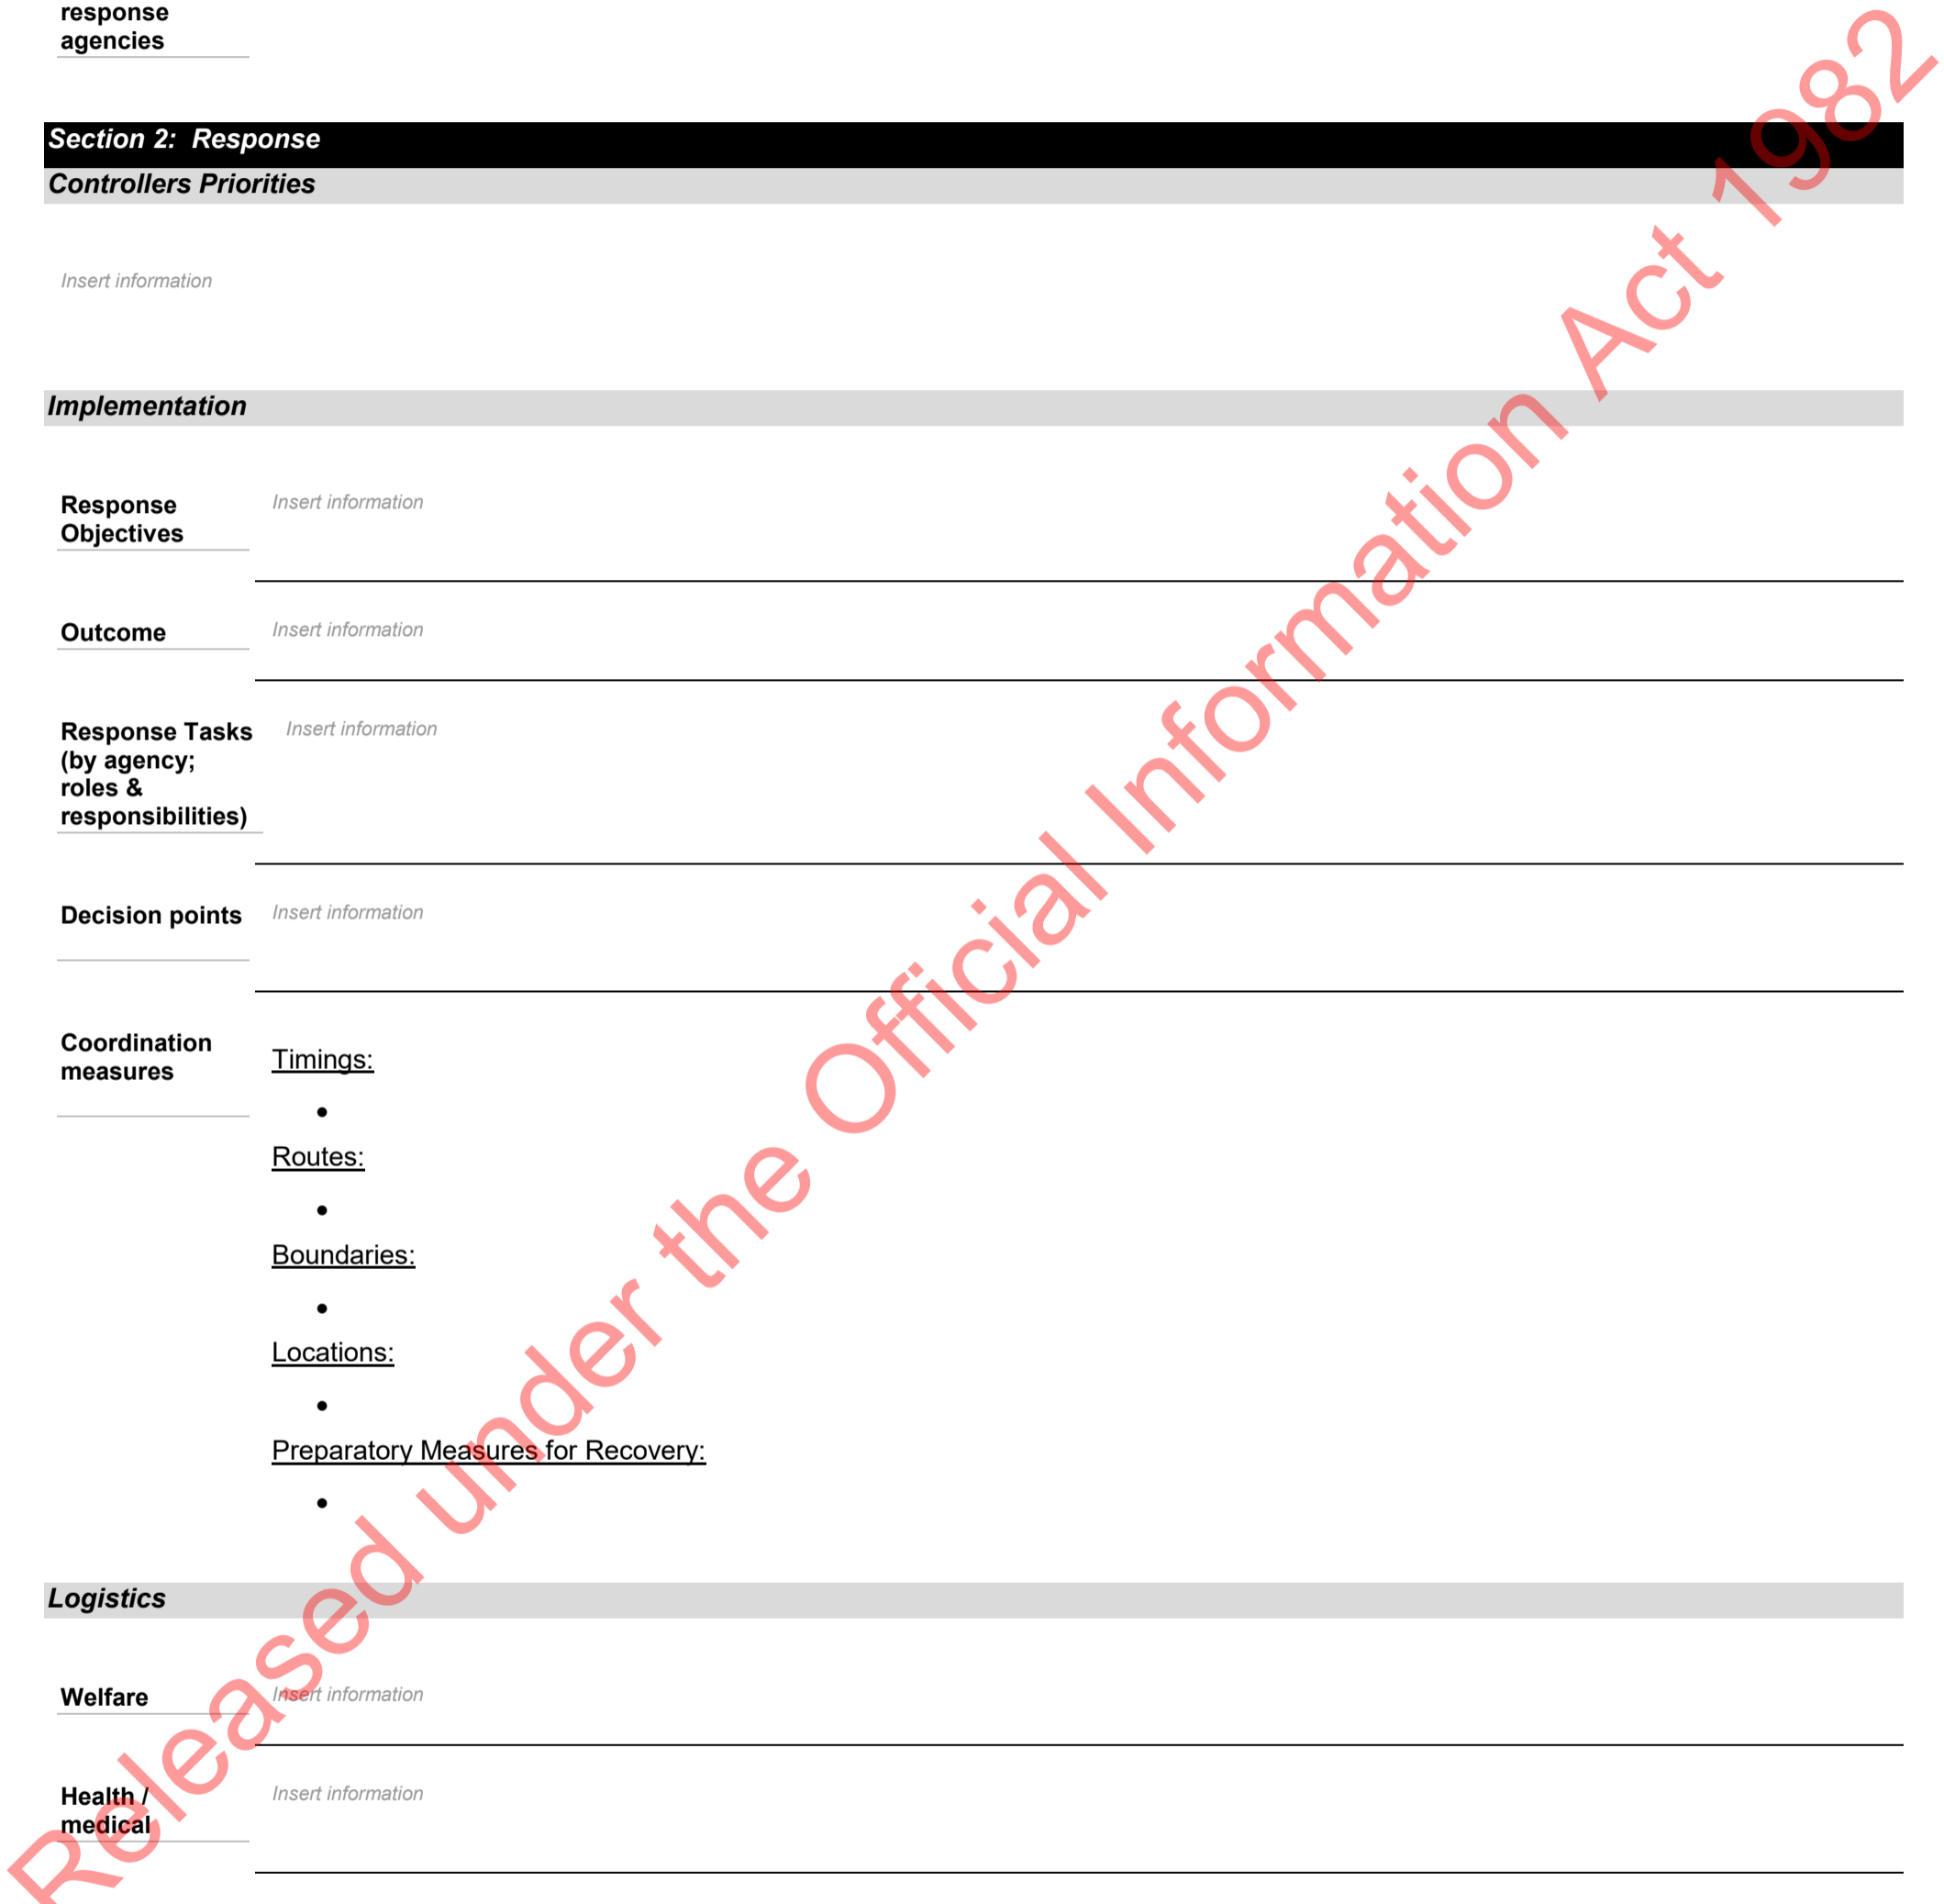 response
agencies
Section 2: Response
Controllers Priorities
Insert information
Implementation
Response
Objectives
Insert information
Outcome
Insert information
Response Tasks
(by agency;
roles &
responsibilities)
Insert information
Decision points
Insert information
Coordination
measures
Timings:
•
Routes:
•
Boundaries:
•
Locations:
•
Preparatory Measures for Recovery:
•
Logistics
Welfare
Insert information
Health /
medical
Insert information
Released under the Official Information Act 1982